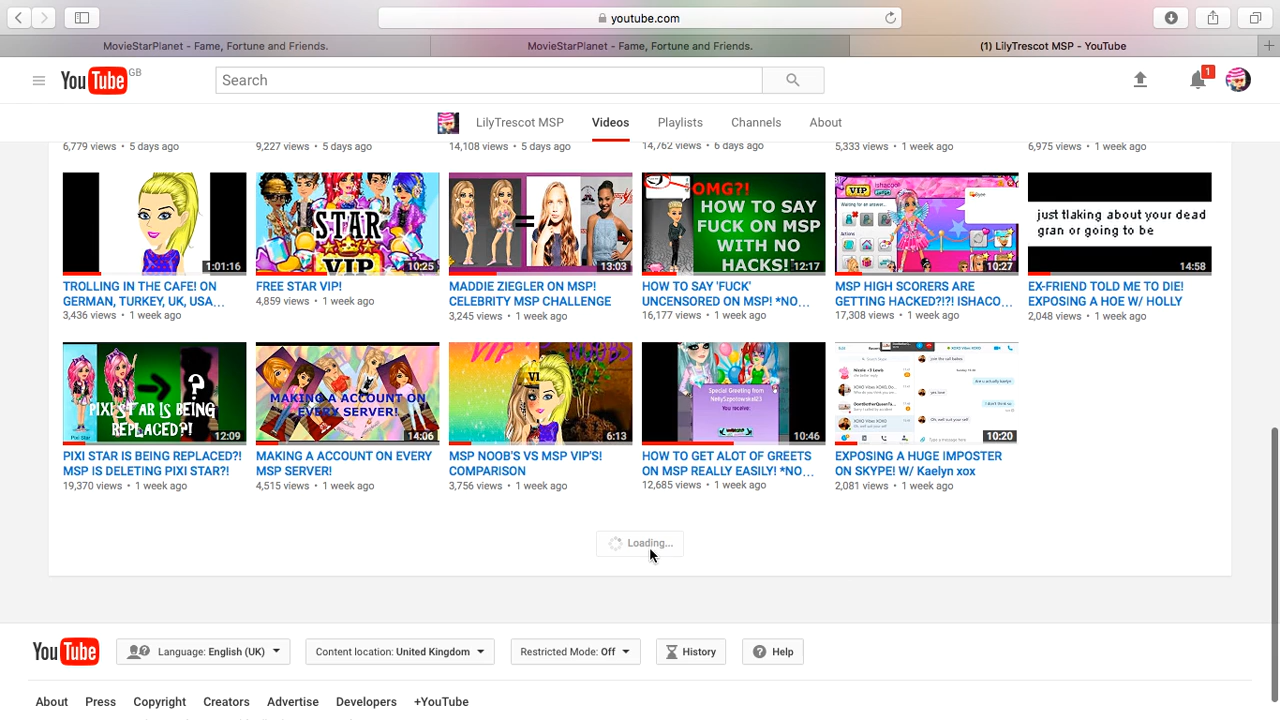 youtube.com
MovieStarPlanet - Fame, Fortune and Friends.
MovieStarPlanet - Fame, Fortune and Friends.
(1) LilyTrescot MSP - YouTube
YouTube GB
Search
1
LilyTrescot MSP
Videos
Playlists
Channels
About
6,779 views • 5 days ago
9,227 views • 5 days ago
14,108 views • 5 days ago
14,762 views • 6 days ago
5,333 views • 1 week ago
6,975 views • 1 week ago
1:01:16
STAR
VIP
10:25
=
13:03
OMG?!
HOW TO SAY
FUCK ON MSP
WITH NO
HACKS!
12:17
VIP
Ishacool
Waiting for an answer...
Actions
10:27
just tlaking about your dead
gran or going to be
14:58
TROLLING IN THE CAFE! ON
GERMAN, TURKEY, UK, USA...
3,436 views • 1 week ago
FREE STAR VIP!
4,859 views • 1 week ago
MADDIE ZIEGLER ON MSP!
CELEBRITY MSP CHALLENGE
3,245 views • 1 week ago
HOW TO SAY 'FUCK'
UNCENSORED ON MSP! *NO...
16,177 views • 1 week ago
MSP HIGH SCORERS ARE
GETTING HACKED?!?! ISHACO...
17,308 views • 1 week ago
EX-FRIEND TOLD ME TO DIE!
EXPOSING A HOE W/ HOLLY
2,048 views • 1 week ago
?
PIXI STAR IS BEING
REPLACED?!
Pixi Star
12:09
MAKING A ACCOUNT ON
EVERY SERVER!
14:06
6:13
Special Greeting from
NellySzpotowska123
You receive:
10:46
Nicole <3 Lewis
10:20
PIXI STAR IS BEING REPLACED?!
MSP IS DELETING PIXI STAR?!
19,370 views • 1 week ago
MAKING A ACCOUNT ON EVERY
MSP SERVER!
4,515 views • 1 week ago
MSP NOOB'S VS MSP VIP'S!
COMPARISON
3,756 views • 1 week ago
HOW TO GET ALOT OF GREETS
ON MSP REALLY EASILY! *NO...
12,685 views • 1 week ago
EXPOSING A HUGE IMPOSTER
ON SKYPE! W/ Kaelyn xox
2,081 views • 1 week ago
Loading...
YouTube
Language: English (UK)
Content location: United Kingdom
Restricted Mode: Off
History
Help
About
Press
Copyright
Creators
Advertise
Developers
+YouTube